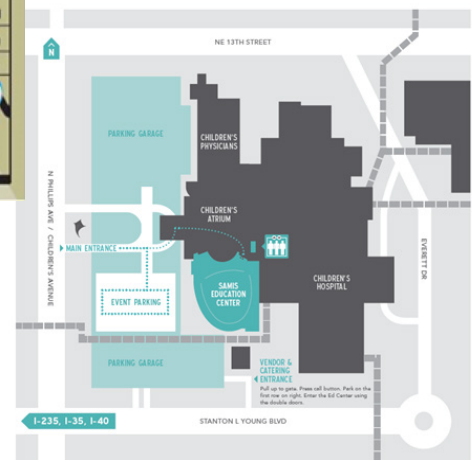 NE 13TH STREET
N
PARKING GARAGE
CHILDREN'S
PHYSICIANS
N PHILLIPS AVE / CHILDREN'S AVENUE
CHILDREN'S
ATRIUM
MAIN ENTRANCE
EVERETT DR
SAMIS
EDUCATION
CENTER
CHILDREN'S
HOSPITAL
EVENT PARKING
PARKING GARAGE
VENDOR &
CATERING
ENTRANCE
Pull up to gate. Press call button. Park on the
first row on right. Enter the Ed Center using
the double doors.
I-235, I-35, I-40
STANTON L YOUNG BLVD